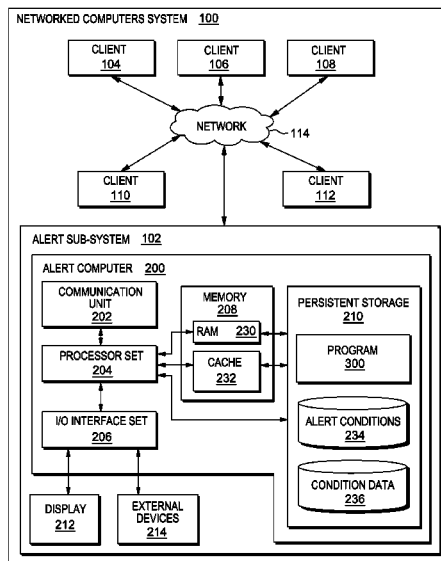 NETWORKED COMPUTERS SYSTEM 100
CLIENT
104
CLIENT
106
CLIENT
108
NETWORK
114
CLIENT
110
CLIENT
112
ALERT SUB-SYSTEM 102
ALERT COMPUTER 200
COMMUNICATION
UNIT
202
PROCESSOR SET
204
I/O INTERFACE SET
206
MEMORY
208
RAM 230
CACHE
232
PERSISTENT STORAGE
210
PROGRAM
300
ALERT CONDITIONS
234
CONDITION DATA
236
DISPLAY
212
EXTERNAL
DEVICES
214